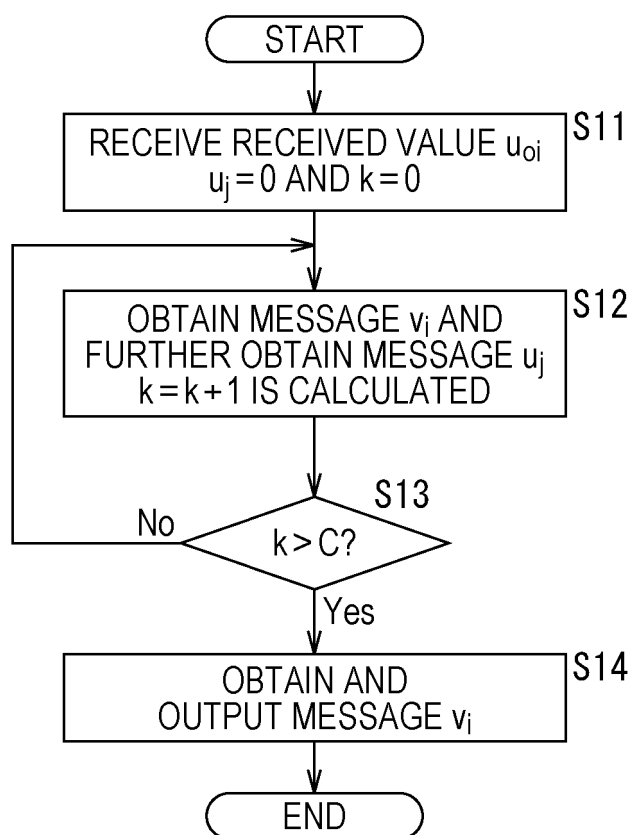 START
S11
RECEIVE RECEIVED VALUE u_oi
u_j=0 AND k=0
S12
OBTAIN MESSAGE v_i AND
FURTHER OBTAIN MESSAGE u_j
k=k+1 IS CALCULATED
S13
No
k>C?
Yes
S14
OBTAIN AND
OUTPUT MESSAGE v_i
END